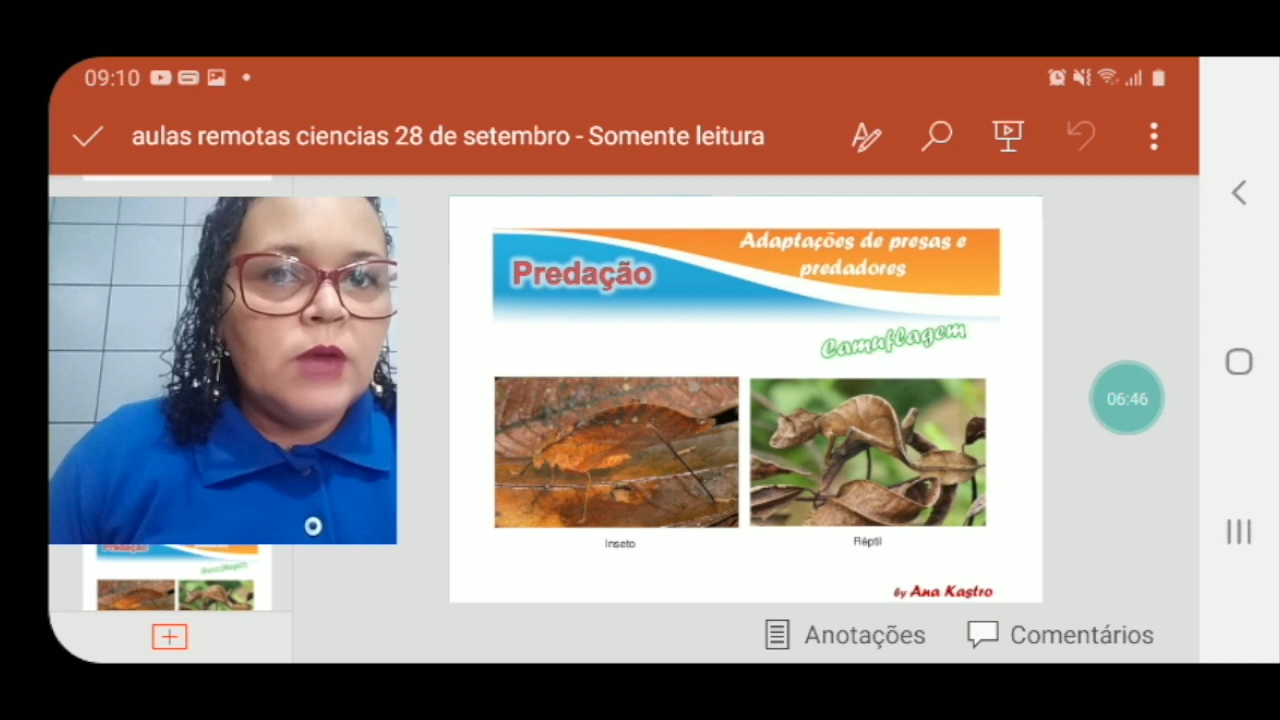 09:10
aulas remotas ciencias 28 de setembro - Somente leitura
Predação
Adaptações de presas e
predadores
Camuflagem
Inseto
Réptil
by Ana Kastro
06:46
Predação
Anotações
Comentários